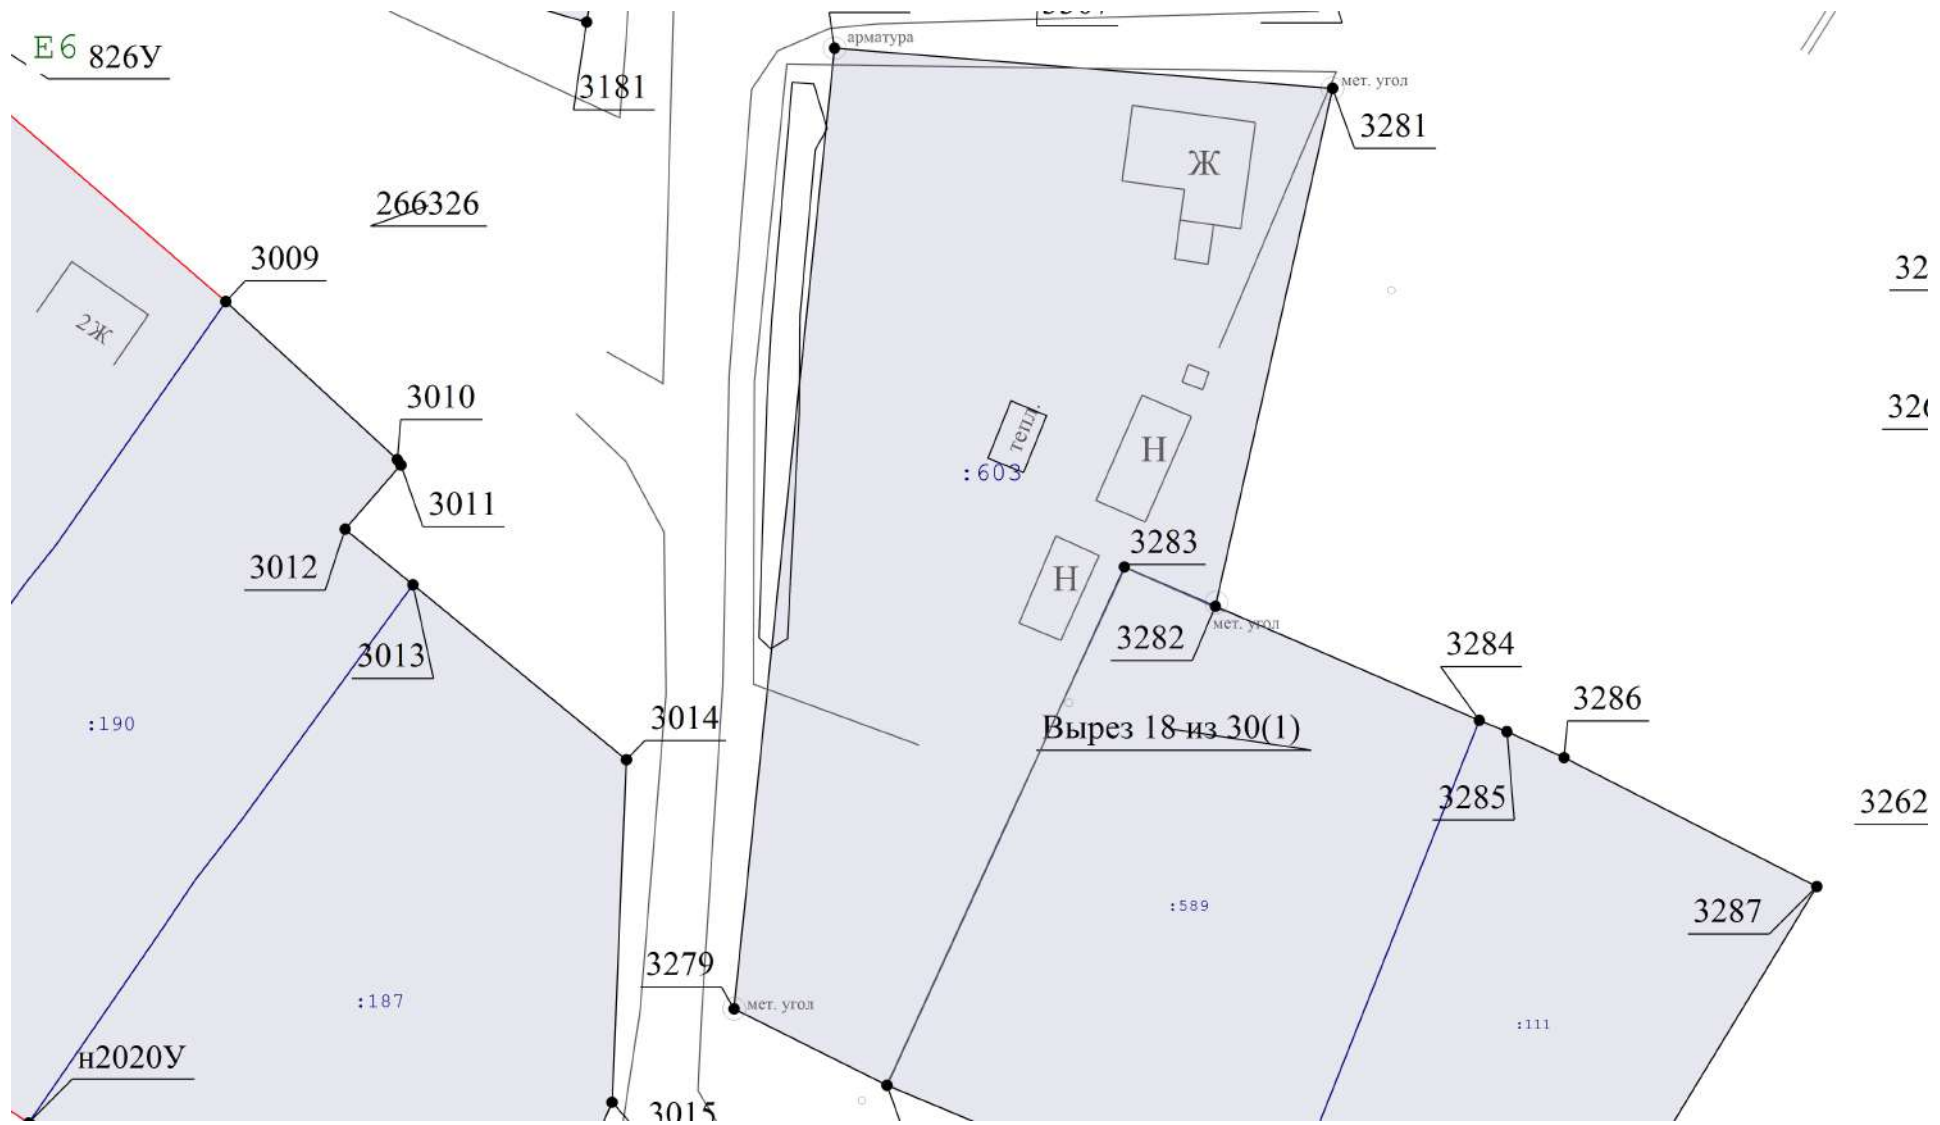 E6
826У
3181
арматура
мет. угол
3281
Ж
266326
3009
2Ж
3010
3011
3012
3013
тепл.
:603
Н
Н
3283
3282
мет. угол
3284
3286
3285
Вырез 18 из 30(1)
3014
:190
:187
:589
:111
3262
3287
3279
мет. угол
н2020У
3015